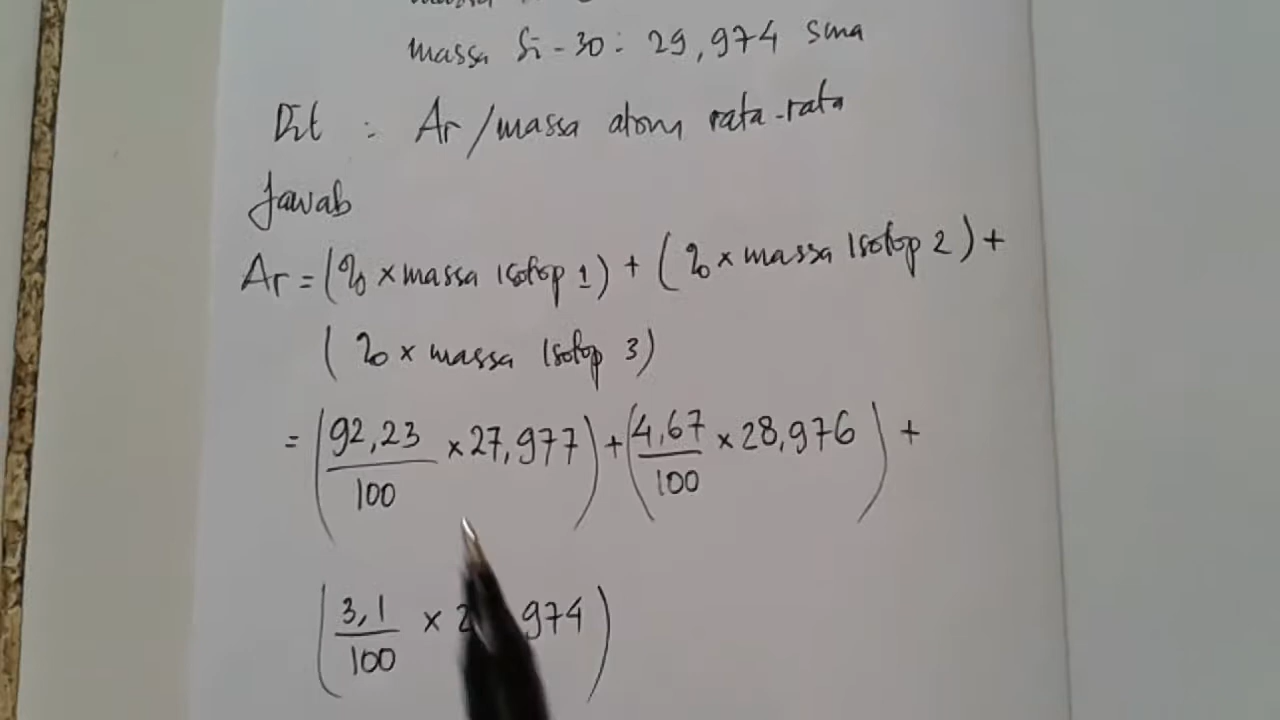 massa Si-30 : 29,974 sma
Dit : Ar/massa atom rata-rata
Jawab
Ar = (% x massa Isotop 1) + (% x massa Isotop 2) +
(% x massa Isotop 3)
= (92,23/100 x 27,977) + (4,67/100 x 28,976) +
(3,1/100 x 2 974)